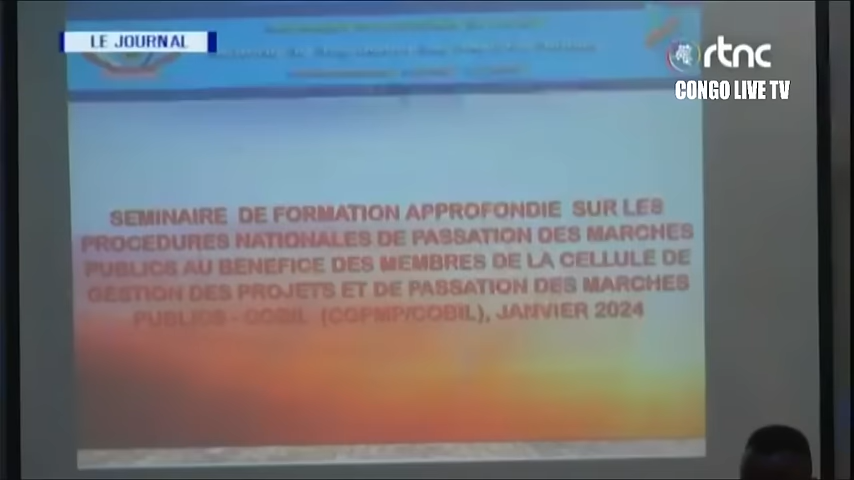 LE JOURNAL
rtnc
CONGO LIVE TV
SEMINAIRE DE FORMATION APPROFONDIE SUR LES
PROCEDURES NATIONALES DE PASSATION DES MARCHES
PUBLICS AU BENEFICE DES MEMBRES DE LA CELLULE DE
GESTION DES PROJETS ET DE PASSATION DES MARCHES
PUBLICS - COBIL (CGPMP/COBIL), JANVIER 2024